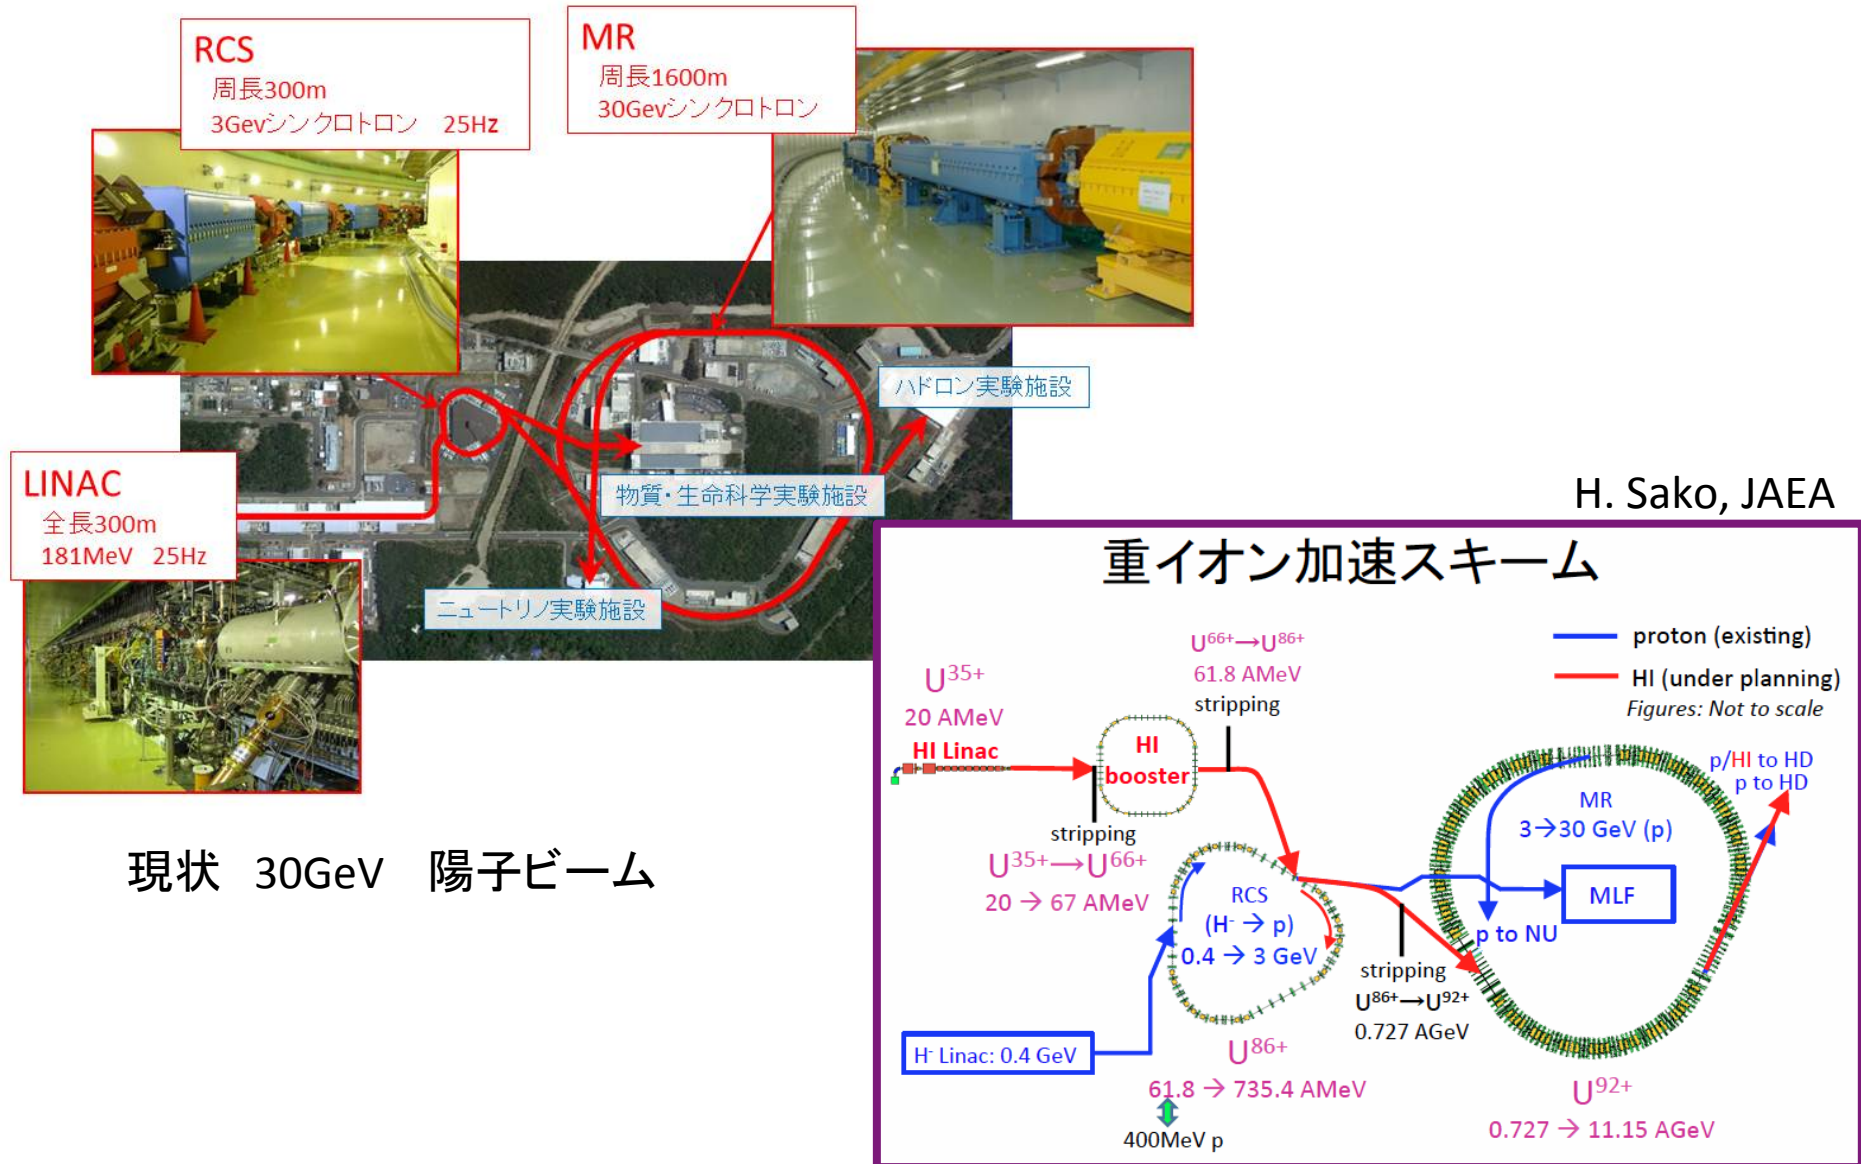 RCS
周長300m
3Gevシンクロトロン 25Hz
MR
周長1600m
30Gevシンクロトロン
ハドロン実験施設
LINAC
全長300m
181MeV 25Hz
物質・生命科学実験施設
ニュートリノ実験施設
現状 30GeV 陽子ビーム
H. Sako, JAEA
重イオン加速スキーム
proton (existing)
HI (under planning)
Figures: Not to scale
U35+
20 AMeV
HI Linac
HI
booster
U66+→U86+
61.8 AMeV
stripping
stripping
U35+→U66+
20 → 67 AMeV
RCS
(H- → p)
0.4 → 3 GeV
H- Linac: 0.4 GeV
U86+
61.8 → 735.4 AMeV
400MeV p
stripping
U86+→U92+
0.727 AGeV
MR
3→30 GeV (p)
MLF
p to NU
p/HI to HD
p to HD
U92+
0.727 → 11.15 AGeV